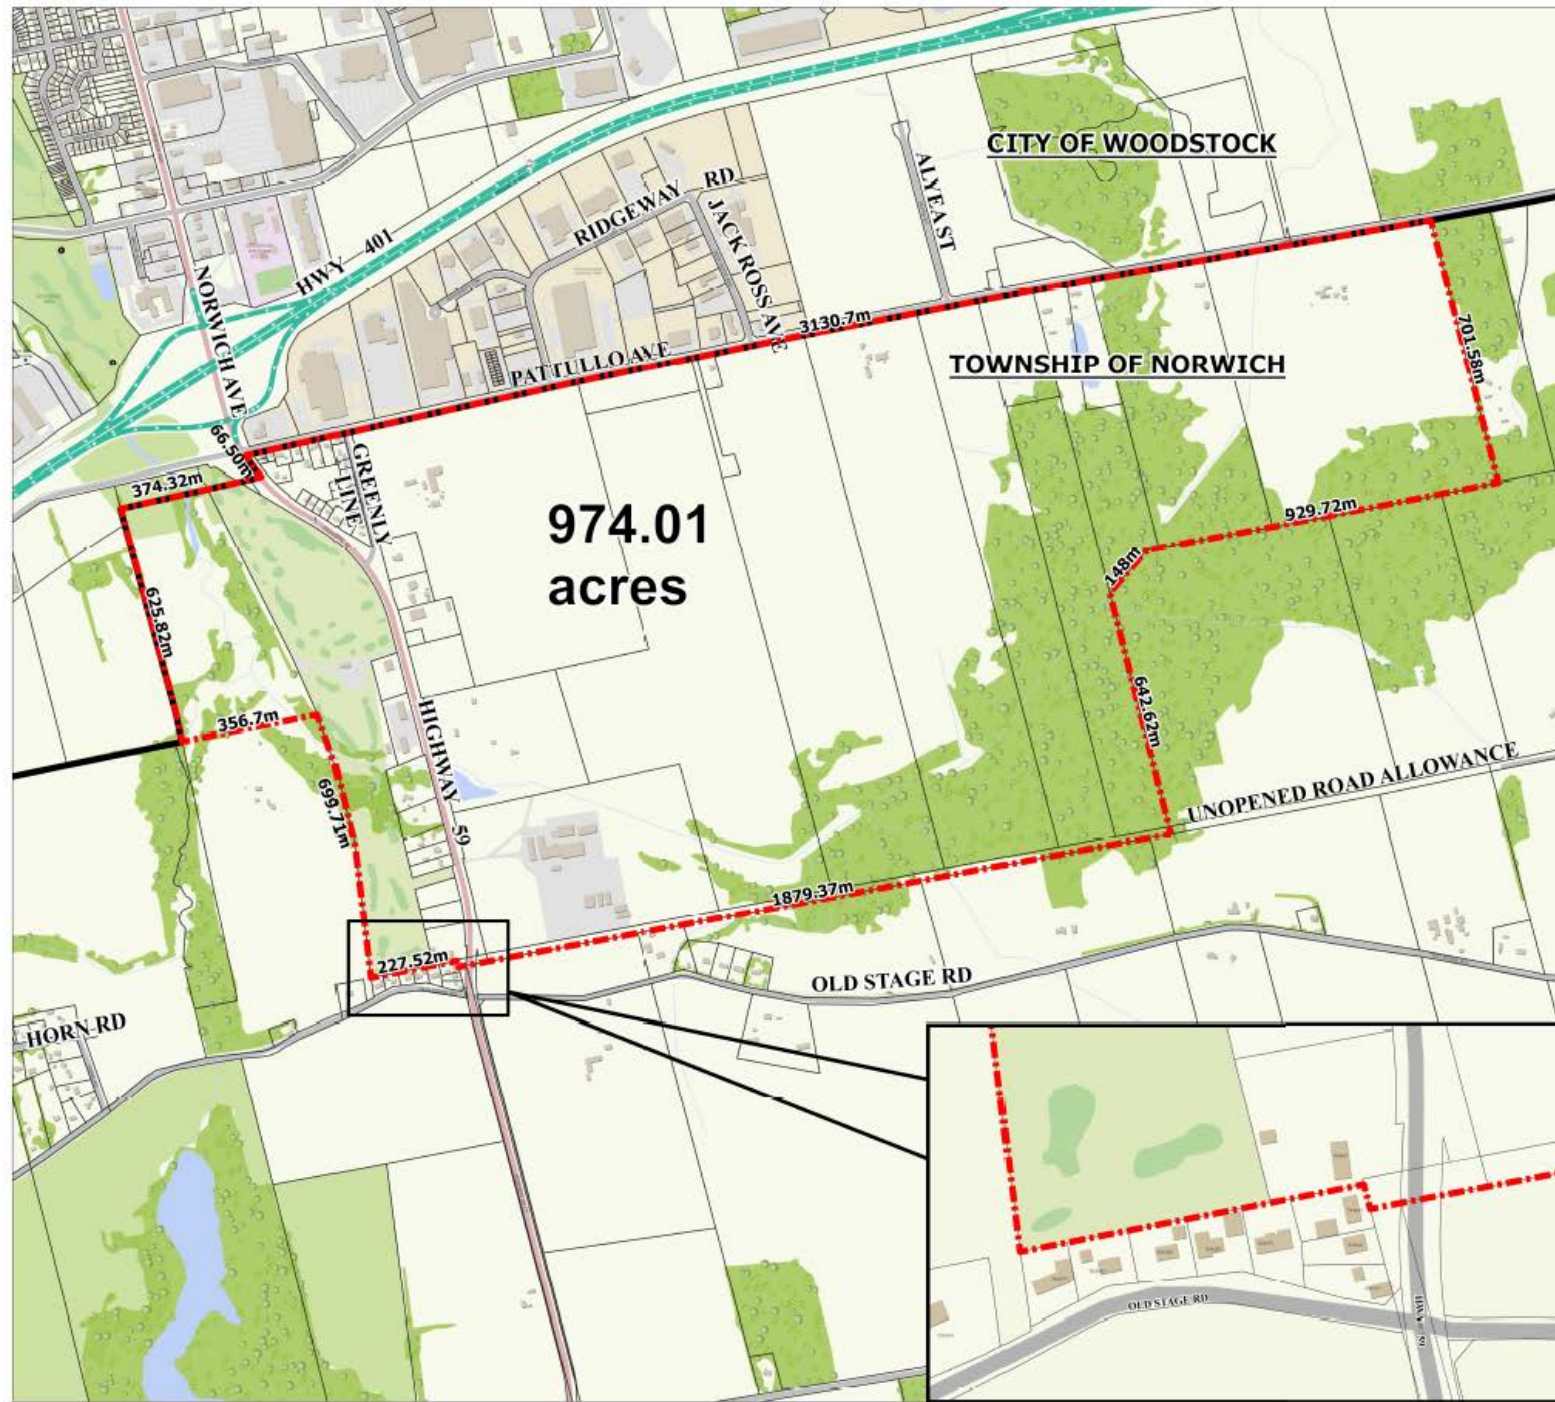 CITY OF WOODSTOCK
ALYEAST
RIDGEWAY RD
JACK ROSS AVE
HWY 401
NORWICH AVE
3130.7m
PATTULLO AVE
TOWNSHIP OF NORWICH
701.58m
66.50m
374.32m
GREENLY
LINE
974.01
acres
929.72m
148m
625.82m
642.62m
356.7m
HIGHWAY 59
699.71m
UNOPENED ROAD ALLOWANCE
1879.37m
227.52m
OLD STAGE RD
HORN RD
OLD STAGE RD
HWY 59